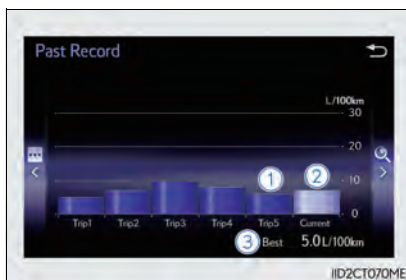 Past Record
L/100km
30
20
10
0
1
2
Trip1 Trip2 Trip3 Trip4 Trip5 Current
3 Best 5.0L/100km
IID2CT070ME